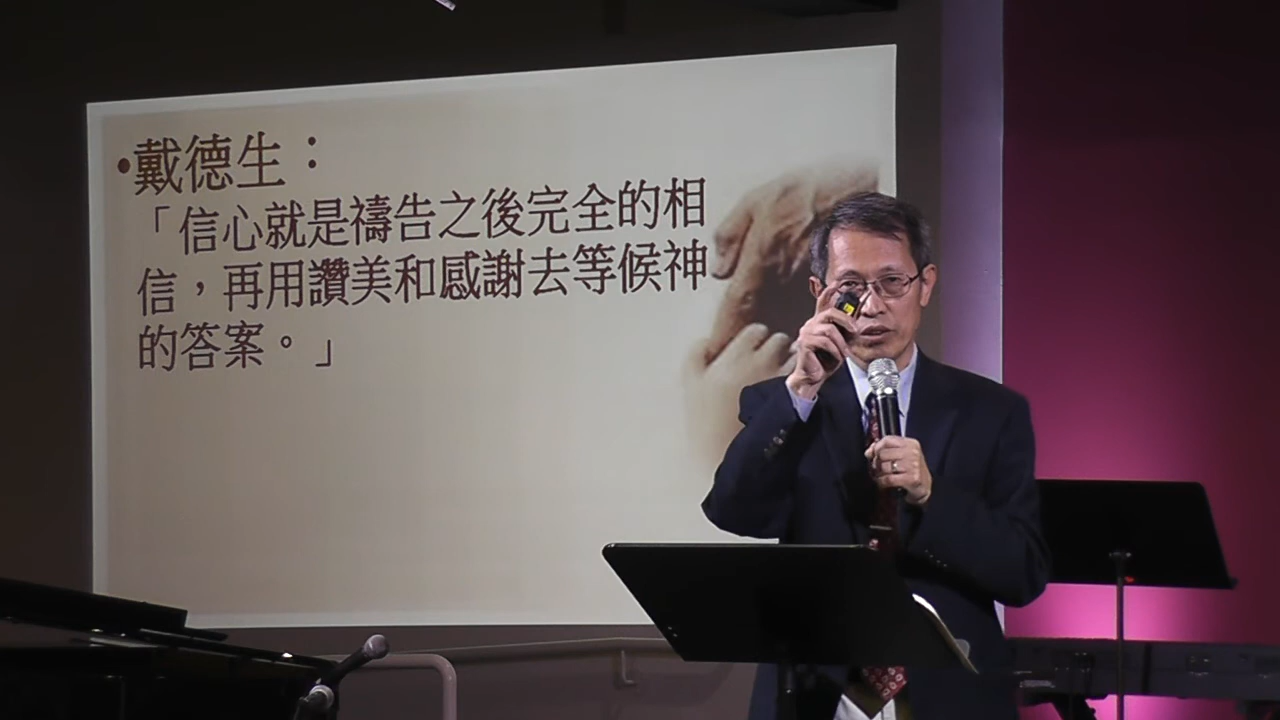 •戴德生：
「信心就是禱告之後完全的相
信，再用讚美和感謝去等候神
的答案。」